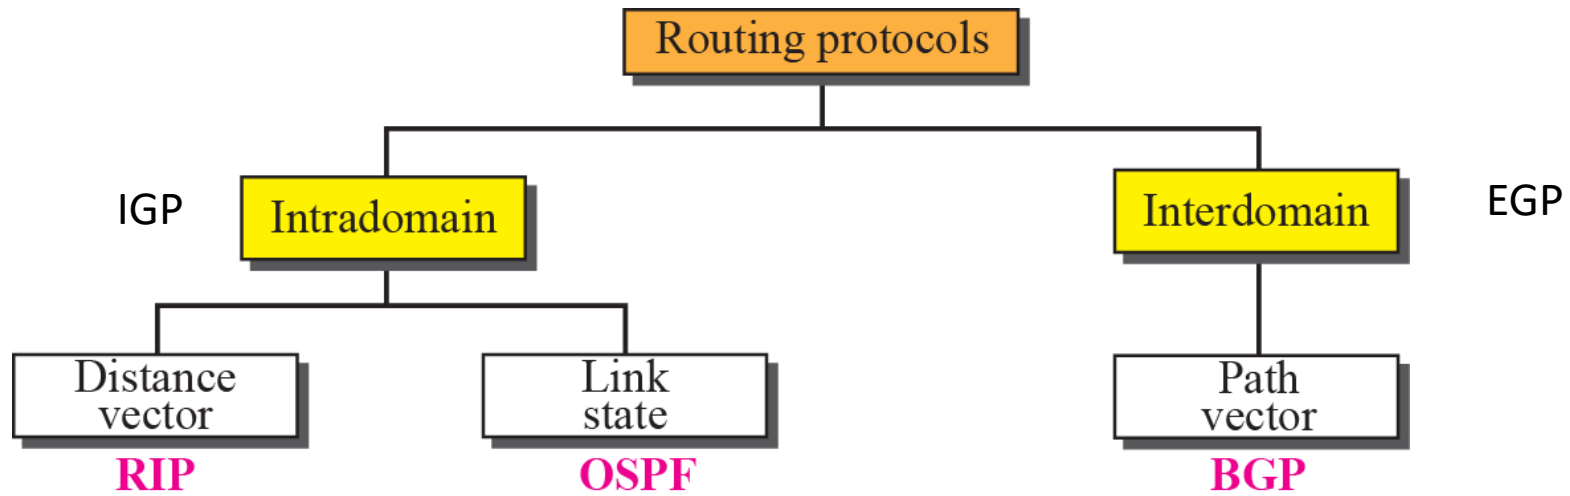 Routing protocols
IGP
Intradomain
Interdomain
EGP
Distance
vector
Link
state
Path
vector
RIP
OSPF
BGP